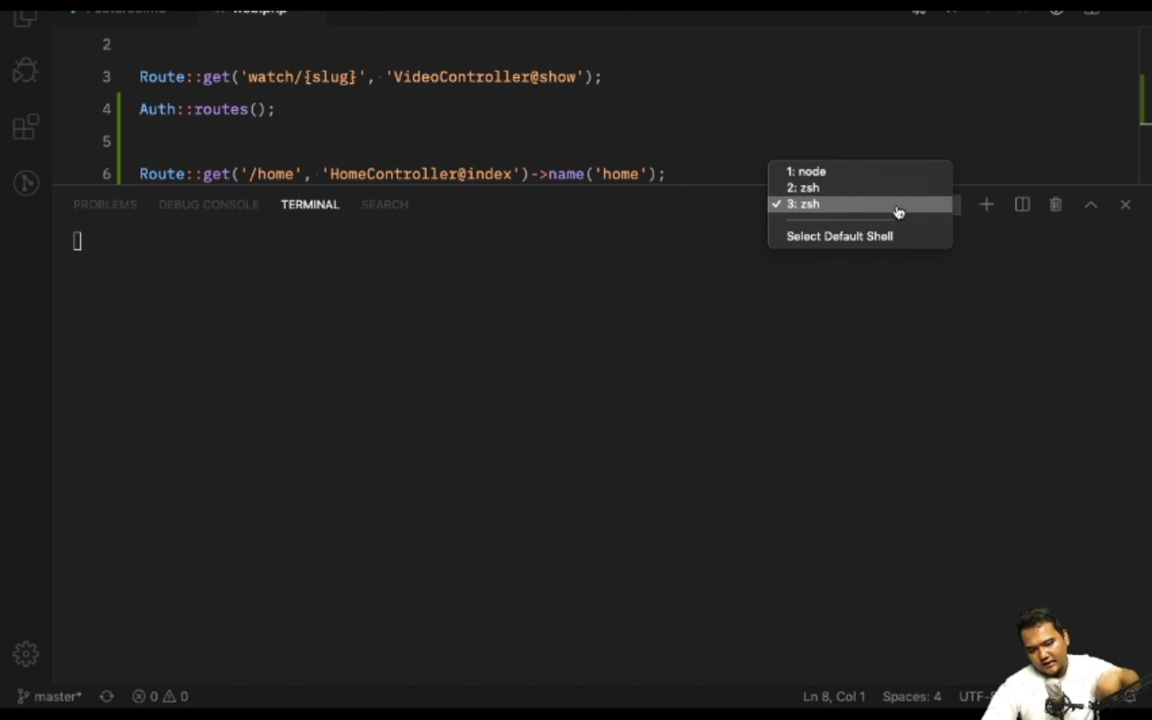 2
3 Route::get('watch/{slug}', 'VideoController@show');
4 Auth::routes();
5
6 Route::get('/home', 'HomeController@index')->name('home');
1: node
2: zsh
✓ 3: zsh
Select Default Shell
PROBLEMS DEBUG CONSOLE TERMINAL SEARCH
master* 0 0 Ln 8, Col 1 Spaces: 4